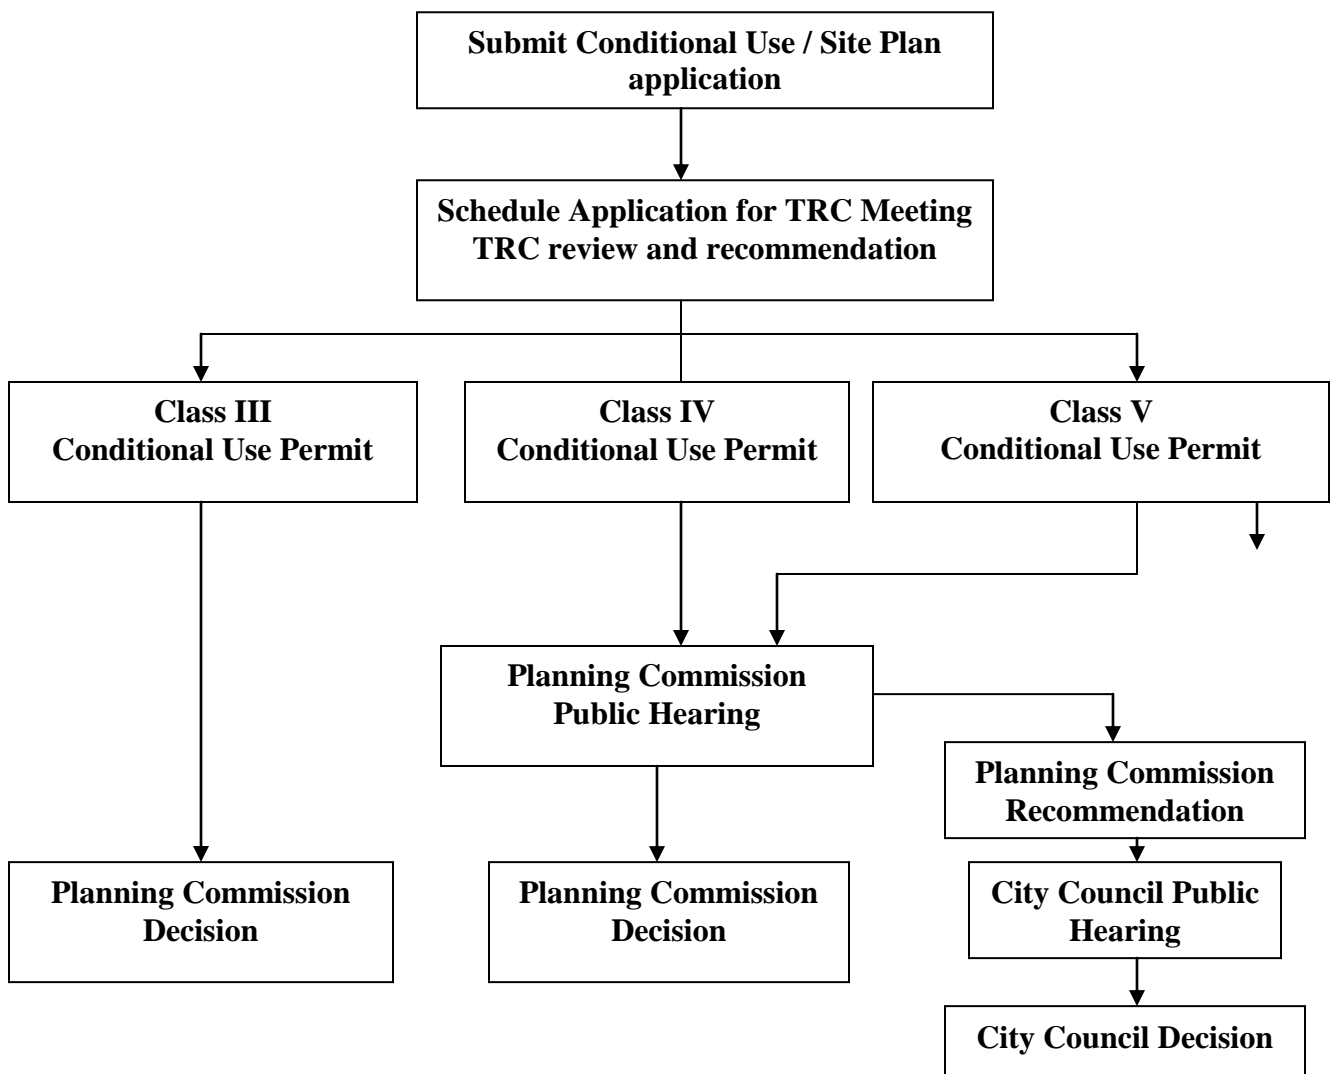 Submit Conditional Use / Site Plan
application
Schedule Application for TRC Meeting
TRC review and recommendation
Class III
Conditional Use Permit
Class IV
Conditional Use Permit
Class V
Conditional Use Permit
Planning Commission
Public Hearing
Planning Commission
Recommendation
Planning Commission
Decision
Planning Commission
Decision
City Council Public
Hearing
City Council Decision